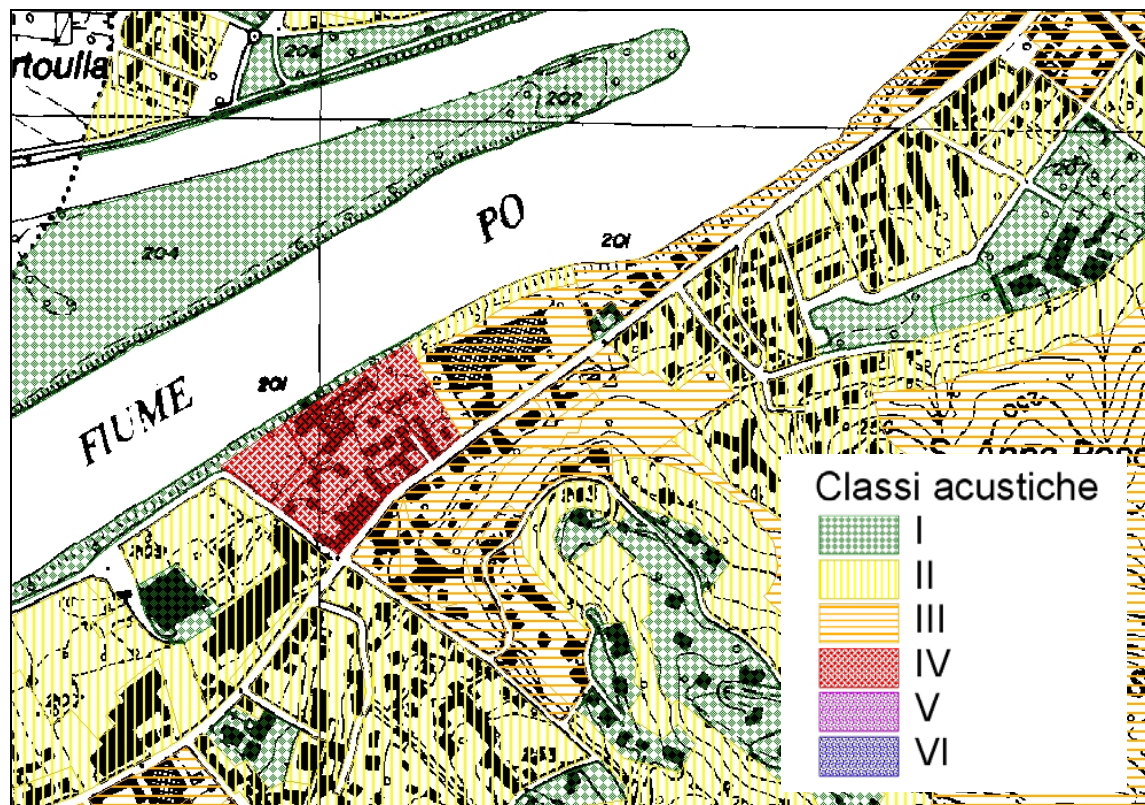 rtoulla
202
204
PO
201
FIUME
201
207
Classi acustiche
I
II
III
IV
V
VI